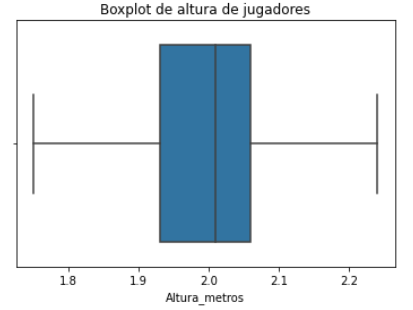 Boxplot de altura de jugadores
1.8 1.9 2.0 2.1 2.2
Altura_metros